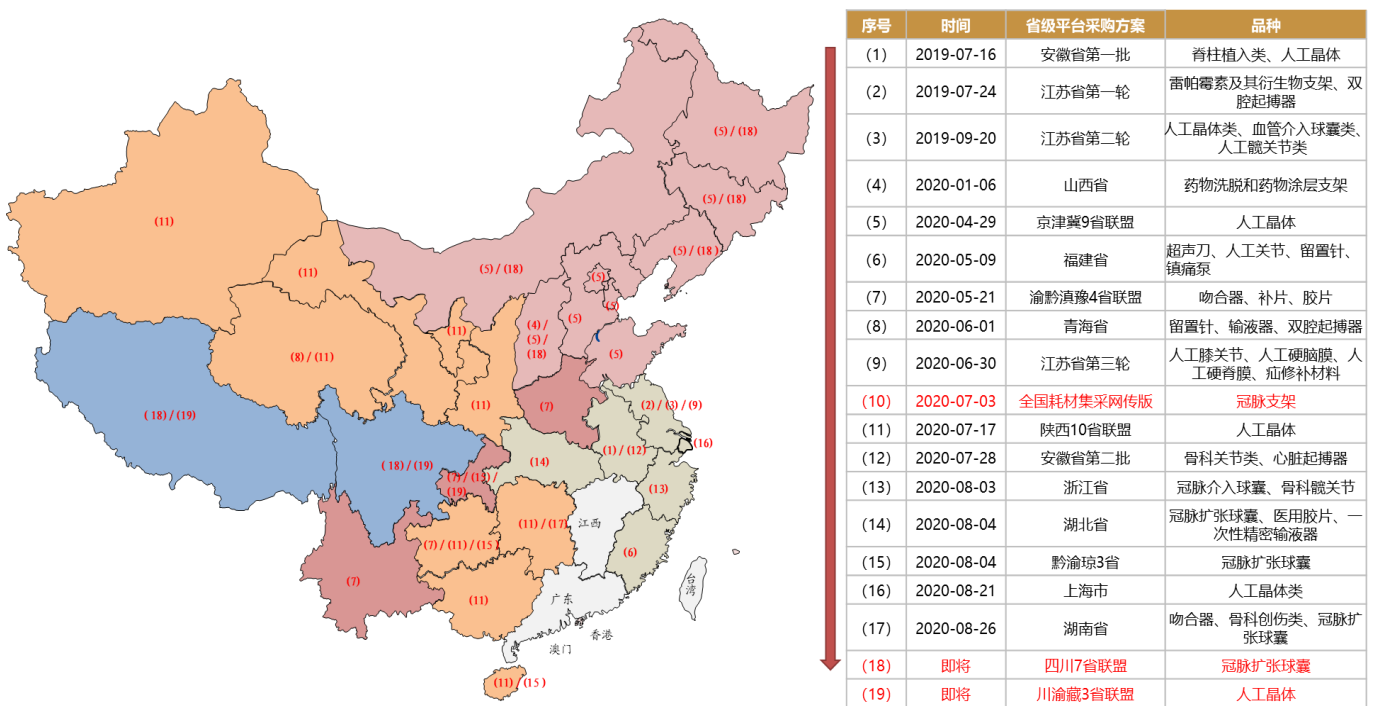 (5) / (18)
(5) / (18)
(5) / (18)
(5) / (18)
(11)
(11)
(5)
(5)
(4) /
(5) /
(18)
(5)
(11)
(5)
(8) / (11)
(11)
(7)
(2) / (3) / (9)
(18) / (19)
(16)
(1) / (12)
(14)
(18) / (19)
(19)
(13)
(11) / (17)
江西
(7) / (11) / (15)
(6)
(7)
(11)
广东
台
湾
香港
澳门
(11) / (15)
序号 时间 省级平台采购方案 品种
(1) 2019-07-16 安徽省第一批 脊柱植入类、人工晶体
(2) 2019-07-24 江苏省第一轮 雷帕霉素及其衍生物支架、双
腔起搏器
(3) 2019-09-20 江苏省第二轮 人工晶体类、血管介入球囊类、
人工髋关节类
(4) 2020-01-06 山西省 药物洗脱和药物涂层支架
(5) 2020-04-29 京津冀9省联盟 人工晶体
(6) 2020-05-09 福建省 超声刀、人工关节、留置针、
镇痛泵
(7) 2020-05-21 渝黔滇豫4省联盟 吻合器、补片、胶片
(8) 2020-06-01 青海省 留置针、输液器、双腔起搏器
(9) 2020-06-30 江苏省第三轮 人工膝关节、人工硬脑膜、人
工硬脊膜、疝修补材料
(10) 2020-07-03 全国耗材集采网传版 冠脉支架
(11) 2020-07-17 陕西10省联盟 人工晶体
(12) 2020-07-28 安徽省第二批 骨科关节类、心脏起搏器
(13) 2020-08-03 浙江省 冠脉介入球囊、骨科髋关节
(14) 2020-08-04 湖北省 冠脉扩张球囊、医用胶片、一
次性精密输液器
(15) 2020-08-04 黔渝琼3省 冠脉扩张球囊
(16) 2020-08-21 上海市 人工晶体类
(17) 2020-08-26 湖南省 吻合器、骨科创伤类、冠脉扩
张球囊
(18) 即将 四川7省联盟 冠脉扩张球囊
(19) 即将 川渝藏3省联盟 人工晶体